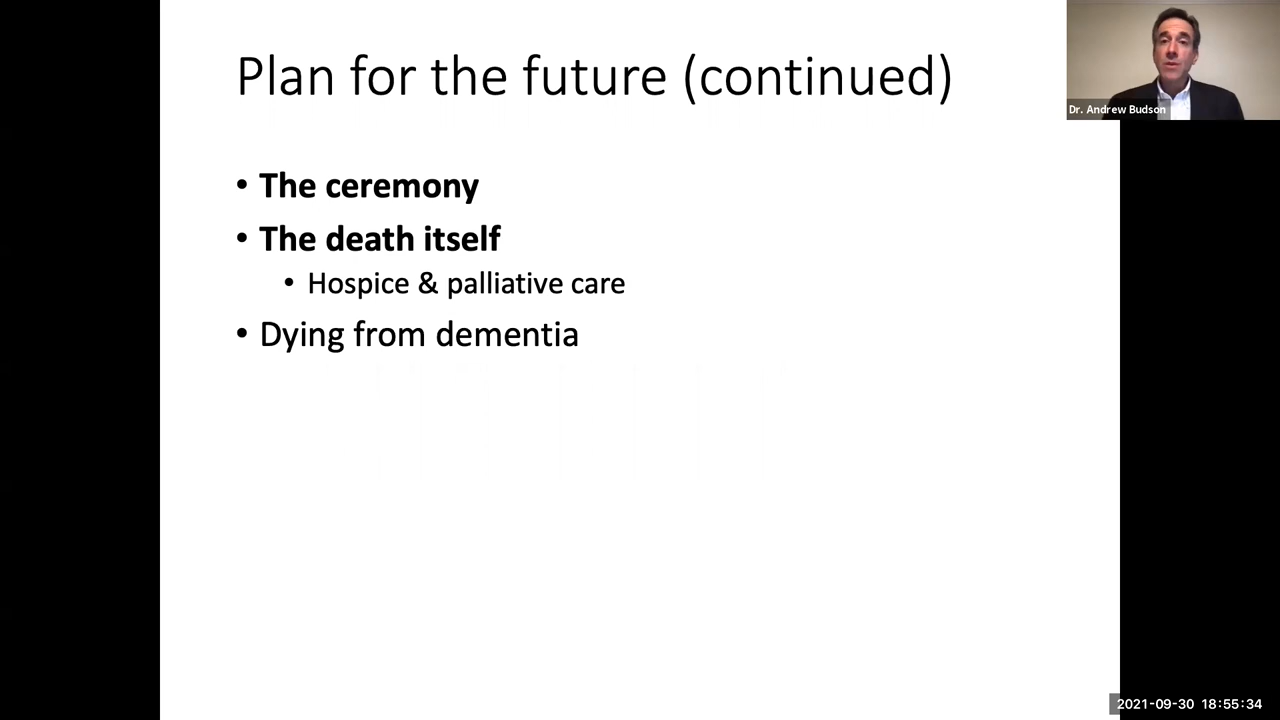 Plan for the future (continued)
Dr. Andrew Budson
• The ceremony
• The death itself
• Hospice & palliative care
• Dying from dementia
2021-09-30 18:55:34